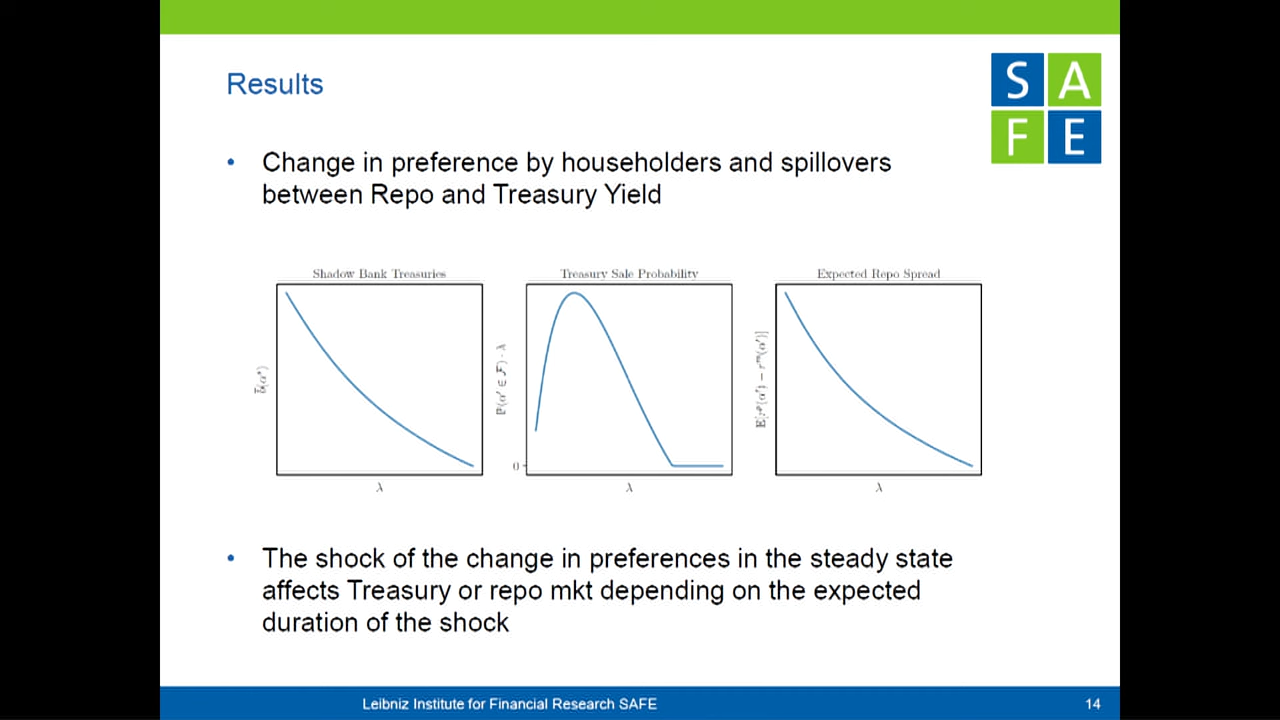 Results
S A
F E
• Change in preference by householders and spillovers
between Repo and Treasury Yield
Shadow Bank Treasuries
Treasury Sale Probability
Expected Repo Spread
λ
0
λ
λ
• The shock of the change in preferences in the steady state
affects Treasury or repo mkt depending on the expected
duration of the shock
Leibniz Institute for Financial Research SAFE
14